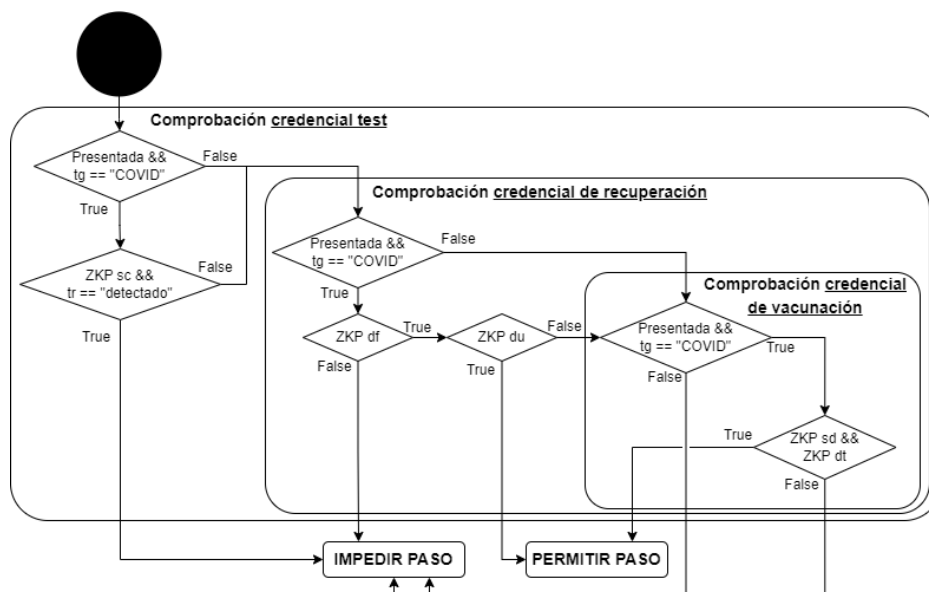 Comprobación credencial test
Presentada &&
tg == "COVID"
False
True
ZKP sc &&
tr == "detectado"
False
True
Comprobación credencial de recuperación
Presentada &&
tg == "COVID"
False
True
ZKP df
True
False
ZKP du
False
True
Comprobación credencial
de vacunación
Presentada &&
tg == "COVID"
True
False
ZKP sd &&
ZKP dt
True
False
IMPEDIR PASO
PERMITIR PASO